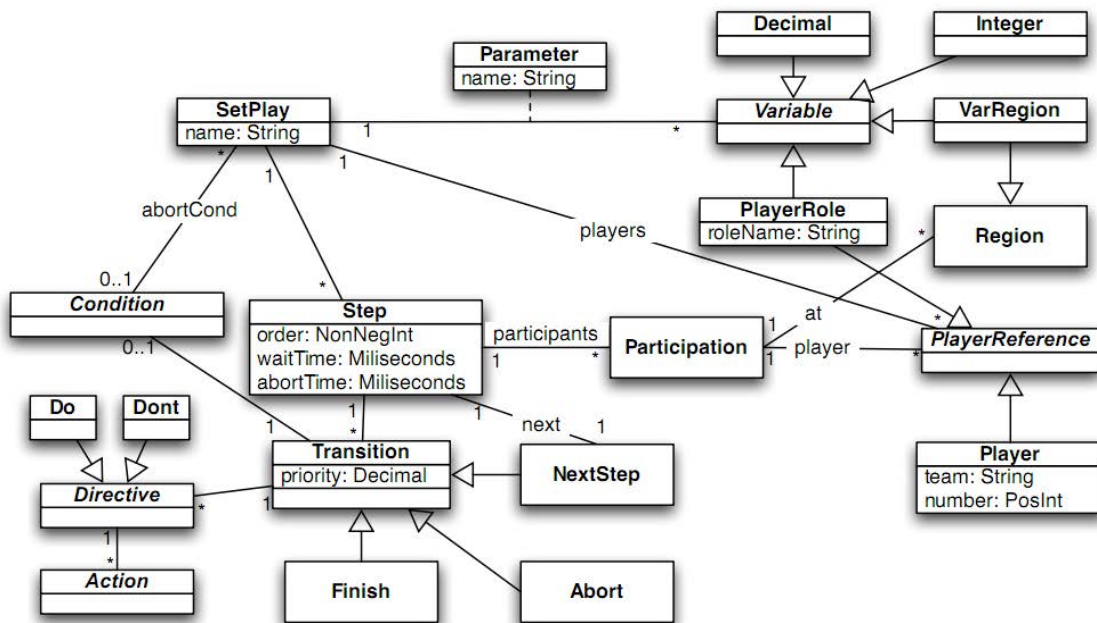 Decimal
Integer
Parameter
name: String
SetPlay
name: String
1
*
Variable
VarRegion
*
1
1
abortCond
PlayerRole
roleName: String
players
*
Region
0..1
*
at
Condition
Step
order: NonNegInt
waitTime: Miliseconds
abortTime: Miliseconds
participants
1
*
Participation
1
player
1
*
*
PlayerReference
0..1
Do
Dont
1
1
next
1
1
*
Transition
priority: Decimal
NextStep
Player
team: String
number: PosInt
Directive
*
1
1
*
Action
Finish
Abort